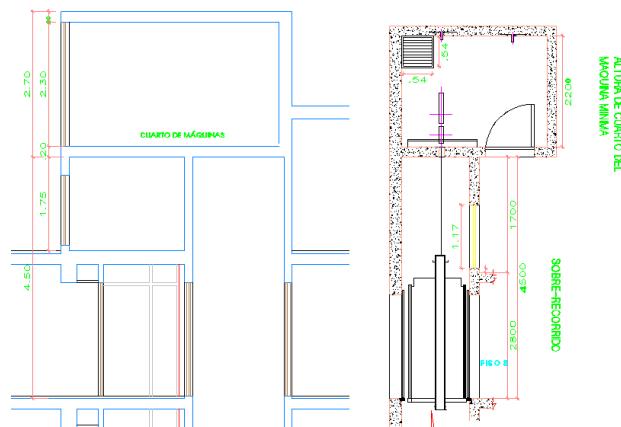 2.70
2.30
.20
CUARTO DE MÁQUINAS
1.75
4.50
.54
.54
2200
ALTURA DE CUARTO DEL
MAQUINA MINIMA
1700
1.17
4500
SOBRE-RECORRIDO
2800
PISO 8